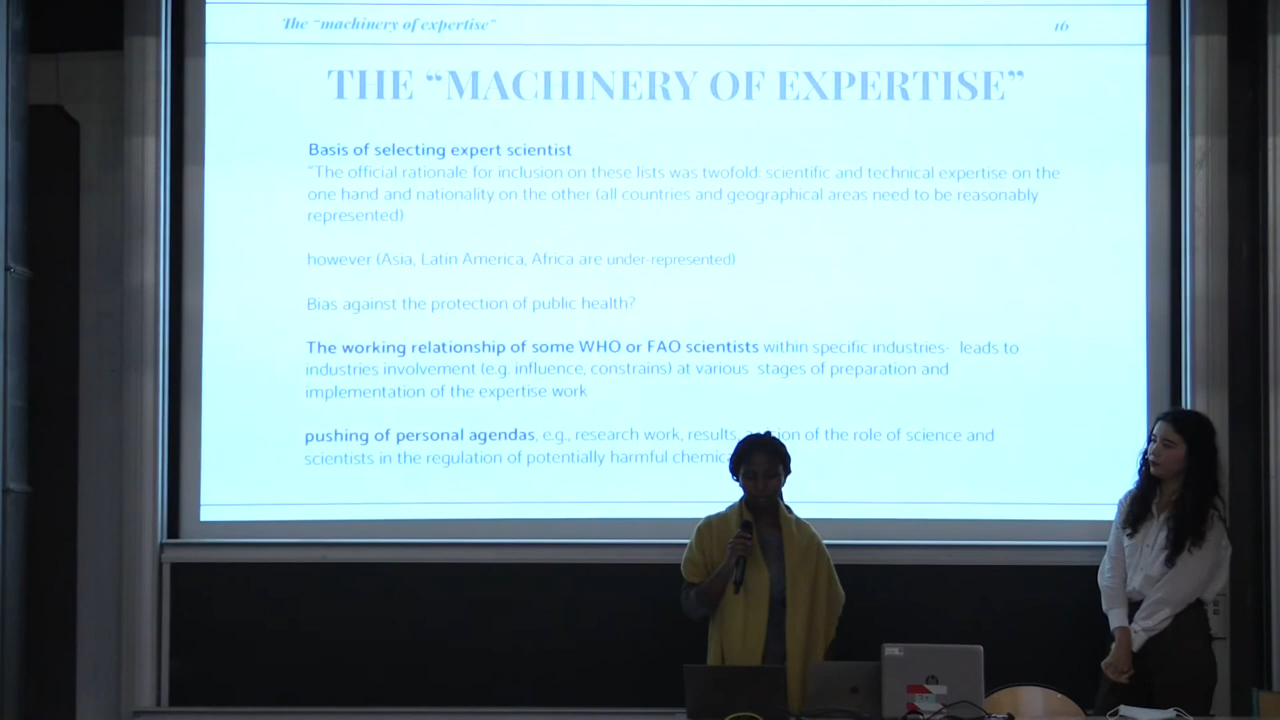 The "machinery of expertise"
16
THE "MACHINERY OF EXPERTISE"
Basis of selecting expert scientist
"The official rationale for inclusion on these lists was twofold: scientific and technical expertise on the
one hand and nationality on the other (all countries and geographical areas need to be reasonably
represented)
however (Asia, Latin America, Africa are under-represented)
Bias against the protection of public health?
The working relationship of some WHO or FAO scientists within specific industries- leads to
industries involvement (e.g. influence, constrains) at various stages of preparation and
implementation of the expertise work
pushing of personal agendas, e.g., research work, results, of the role of science and
scientists in the regulation of potentially harmful
hp